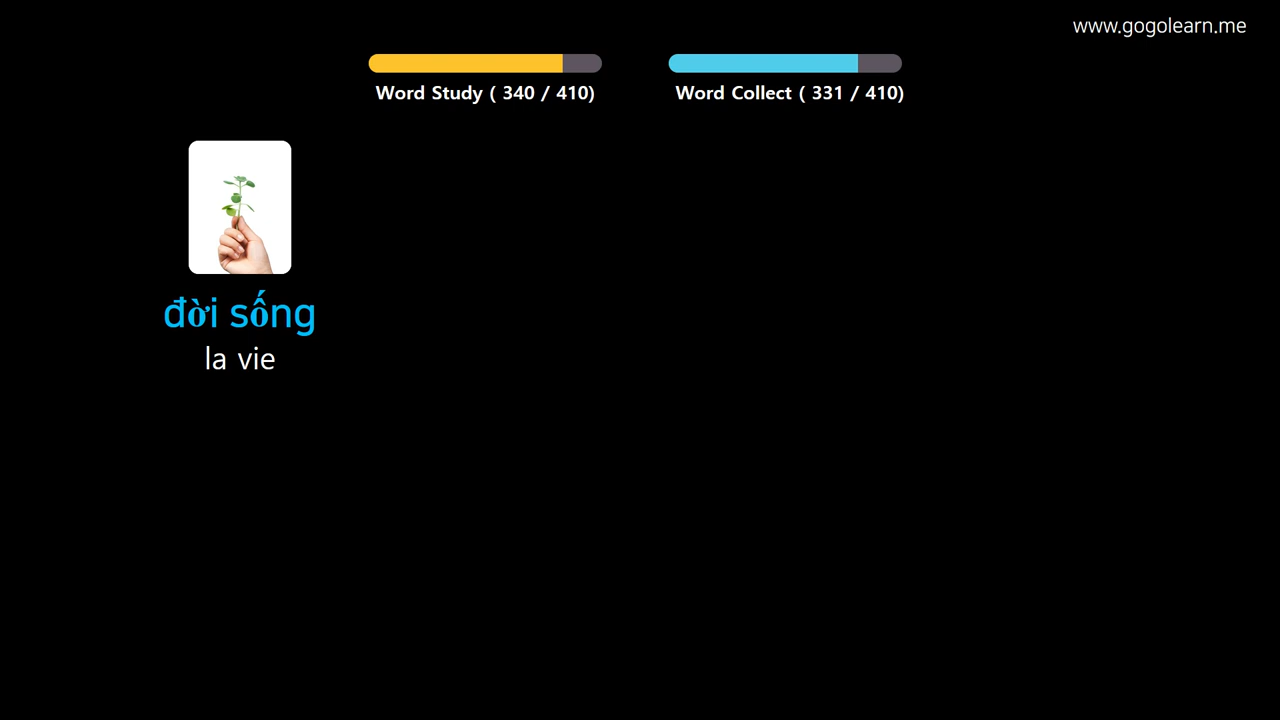 www.gogolearn.me
Word Study ( 340 / 410)
Word Collect ( 331 / 410)
đời sống
la vie